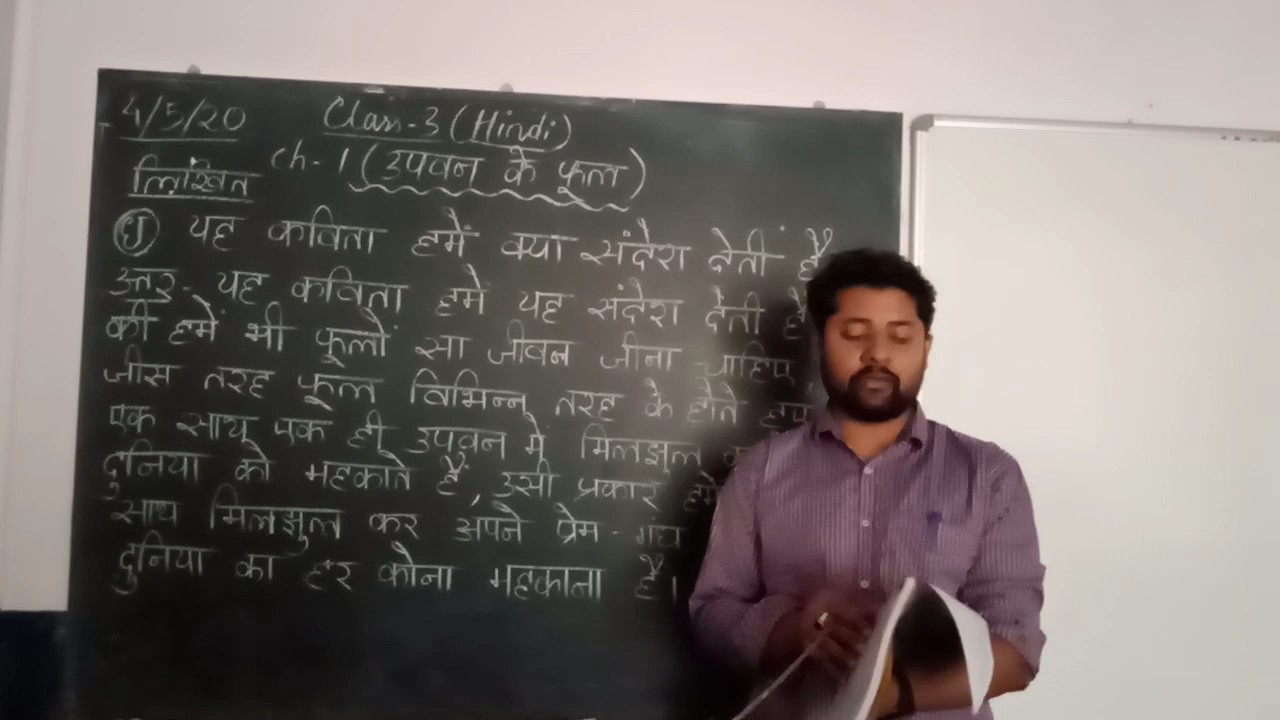 4/5/20 Class-3 (Hindi)
लिखित ch-1 (उपवन के फूल)
यह कविता हमें क्या संदेश देतीं है
उत्तर - यह कविता हमें यह संदेश देती है
की हमें भी फूलों सा जीवन जीना चाहिए
जीस तरह फूल विभिन्न तरह के होते
एक साथ एक ही उपवन में मिलझुल
दुनिया को महकाते हैं, उसी प्रकार हमें
साथ मिलझुल कर अपने प्रेम - गंध
दुनिया का हर कोना महकाना है।